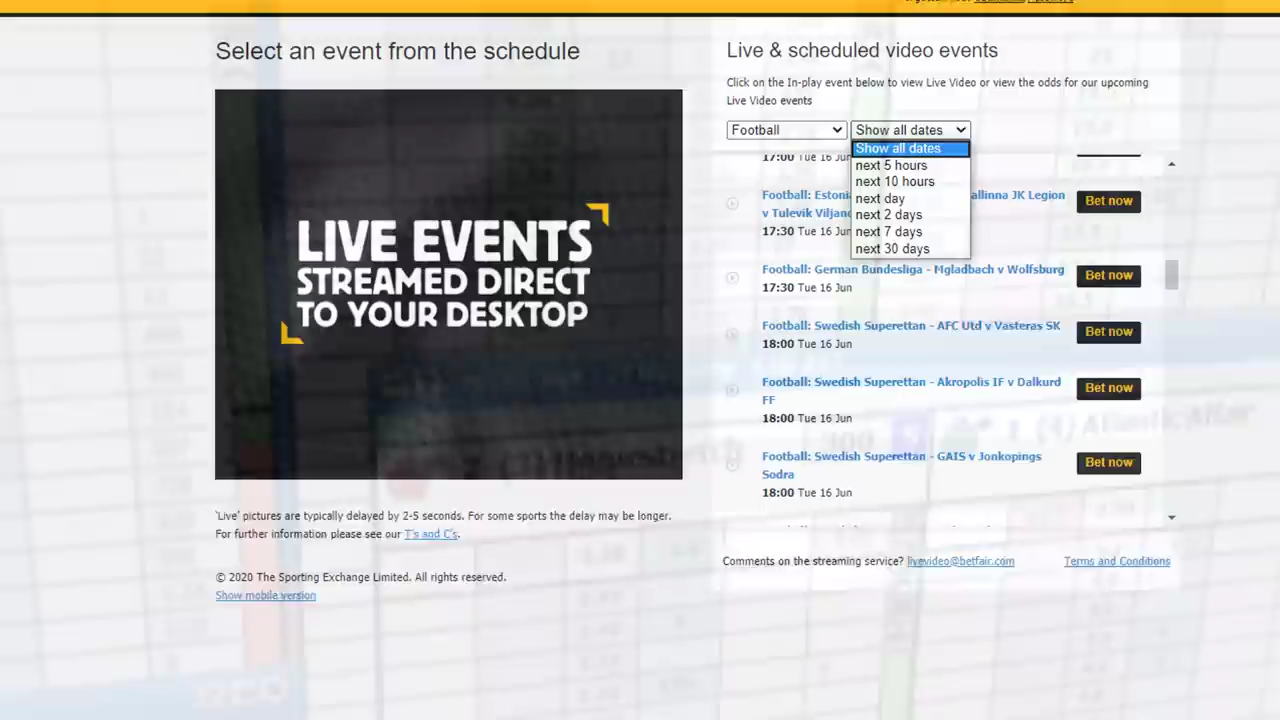 Select an event from the schedule
LIVE EVENTS
STREAMED DIRECT
TO YOUR DESKTOP
'Live' pictures are typically delayed by 2-5 seconds. For some sports the delay may be longer.
For further information please see our T's and C's.
© 2020 The Sporting Exchange Limited. All rights reserved.
Show mobile version
Live & scheduled video events
Click on the In-play event below to view Live Video or view the odds for our upcoming
Live Video events
Football Show all dates
Show all dates
next 5 hours
next 10 hours
next day
next 2 days
next 7 days
next 30 days
17:00 Tue 16 Jun
Football: JK Legion
v Tulevik
17:30 Tue 16 Jun
Bet now
Football: German Bundesliga - Mgladbach v Wolfsburg
17:30 Tue 16 Jun
Bet now
Football: Swedish Superettan - AFC Utd v Vasteras SK
18:00 Tue 16 Jun
Bet now
Football: Swedish Superettan - Akropolis IF v Dalkurd
FF
18:00 Tue 16 Jun
Bet now
Football: Swedish Superettan - GAIS v Jonkopings
Sodra
18:00 Tue 16 Jun
Bet now
Comments on the streaming service? livevideo@betfair.com
Terms and Conditions